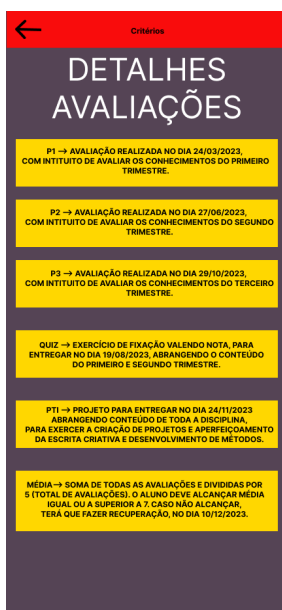 Critérios
DETALHES
AVALIAÇÕES
P1 → AVALIAÇÃO REALIZADA NO DIA 24/03/2023,
COM INTITUITO DE AVALIAR OS CONHECIMENTOS DO PRIMEIRO
TRIMESTRE.
P2 → AVALIAÇÃO REALIZADA NO DIA 27/06/2023,
COM INTITUITO DE AVALIAR OS CONHECIMENTOS DO SEGUNDO
TRIMESTRE.
P3 → AVALIAÇÃO REALIZADA NO DIA 29/10/2023,
COM INTITUITO DE AVALIAR OS CONHECIMENTOS DO TERCEIRO
TRIMESTRE.
QUIZ → EXERCÍCIO DE FIXAÇÃO VALENDO NOTA, PARA
ENTREGAR NO DIA 19/08/2023, ABRANGENDO O CONTEÚDO
DO PRIMEIRO E SEGUNDO TRIMESTRE.
PTI → PROJETO PARA ENTREGAR NO DIA 24/11/2023
ABRANGENDO CONTEÚDO DE TODA A DISCIPLINA,
PARA EXERCER A CRIAÇÃO DE PROJETOS E APERFEIÇOAMENTO
DA ESCRITA CRIATIVA E DESENVOLVIMENTO DE MÉTODOS.
MÉDIA→ SOMA DE TODAS AS AVALIAÇÕES E DIVIDIDAS POR
5 (TOTAL DE AVALIAÇÕES). O ALUNO DEVE ALCANÇAR MÉDIA
IGUAL OU A SUPERIOR A 7. CASO NÃO ALCANÇAR,
TERÁ QUE FAZER RECUPERAÇÃO, NO DIA 10/12/2023.